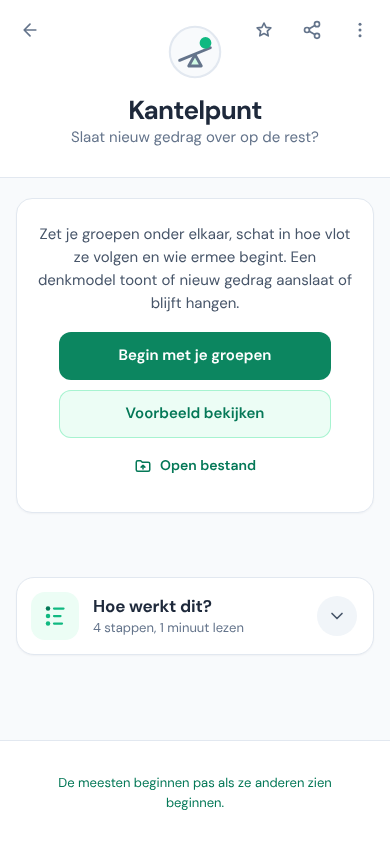 Kantelpunt
Slaat nieuw gedrag over op de rest?
Zet je groepen onder elkaar, schat in hoe vlot
ze volgen en wie ermee begint. Een
denkmodel toont of nieuw gedrag aanslaat of
blijft hangen.
Begin met je groepen
Voorbeeld bekijken
Open bestand
Hoe werkt dit?
4 stappen, 1 minuut lezen
De meesten beginnen pas als ze anderen zien
beginnen.